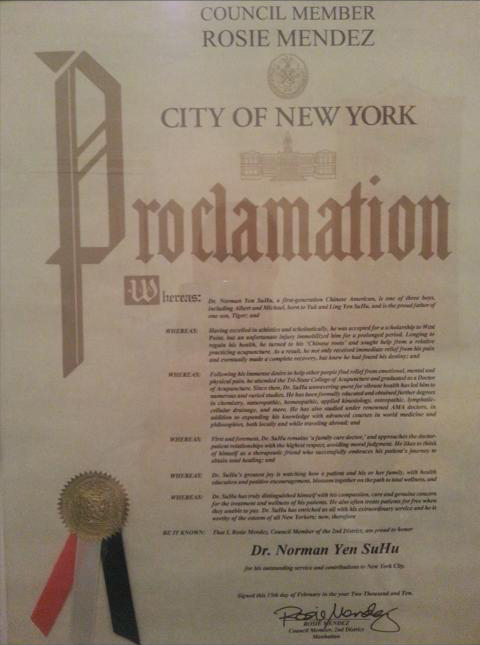 COUNCIL MEMBER
ROSIE MENDEZ
CITY OF NEW YORK
Proclamation
Whereas: Dr. Norman Yen SuHu, a first-generation Chinese American, is one of three boys,
including Albert and Michael, born to Yuk and Ling Yen SuHu, and is the proud father of
one son, Tiger; and
WHEREAS: Having excelled in athletics and scholastically, he was accepted for a scholarship to West
Point, but an unfortunate injury immobilized him for a prolonged period. Longing to
regain his health, he turned to his 'Chinese roots' and sought help from a relative
practicing acupuncture. As a result, he not only received immediate relief from his pain
and eventually made a complete recovery, but knew he had found his destiny; and
WHEREAS: Following his immense desire to help other people find relief from emotional, mental and
physical pain, he attended the Tri-State College of Acupuncture and graduated as a Doctor
of Acupuncture. Since then, Dr. SuHu unwavering quest for vibrant health has led him to
numerous and varied studies. He has been formally educated and obtained further degrees
in chemistry, naturopathic, homeopathic, applied kinesiology, osteopathic, lymphatic-
cellular drainage, and more. He has also studied under renowned AMA doctors, in
addition to expanding his knowledge with advanced courses in world medicine and
philosophies, both locally and while traveling abroad; and
WHEREAS: First and foremost, Dr. SuHu remains 'a family care doctor,' and approaches the doctor-
patient relationships with the highest respect, avoiding moral judgment. He likes to think
of himself as a therapeutic friend who successfully embraces his patient's journey to
obtain total healing; and
WHEREAS: Dr. SuHu's greatest joy is watching how a patient and his or her family, with health
education and positive encouragements, blossom together on the path to total wellness, and
WHEREAS: Dr. SuHu has truly distinguished himself with his compassion, care and genuine concern
for the treatment and wellness of his patients. He also often treats patients for free when
they unable to pay. Dr. SuHu has enriched us all with his extraordinary service and he is
worthy of the esteem of all New Yorkers; now, therefore
BE IT KNOWN: That I, Rosie Mendez, Council Member of the 2nd District, am proud to honor
Dr. Norman Yen SuHu
for his outstanding service and contributions to New York City.
Signed this 15th day of February in the year Two Thousand and Ten.
Rosie Mendez
ROSIE MENDEZ
Council Member, 2nd District
Manhattan